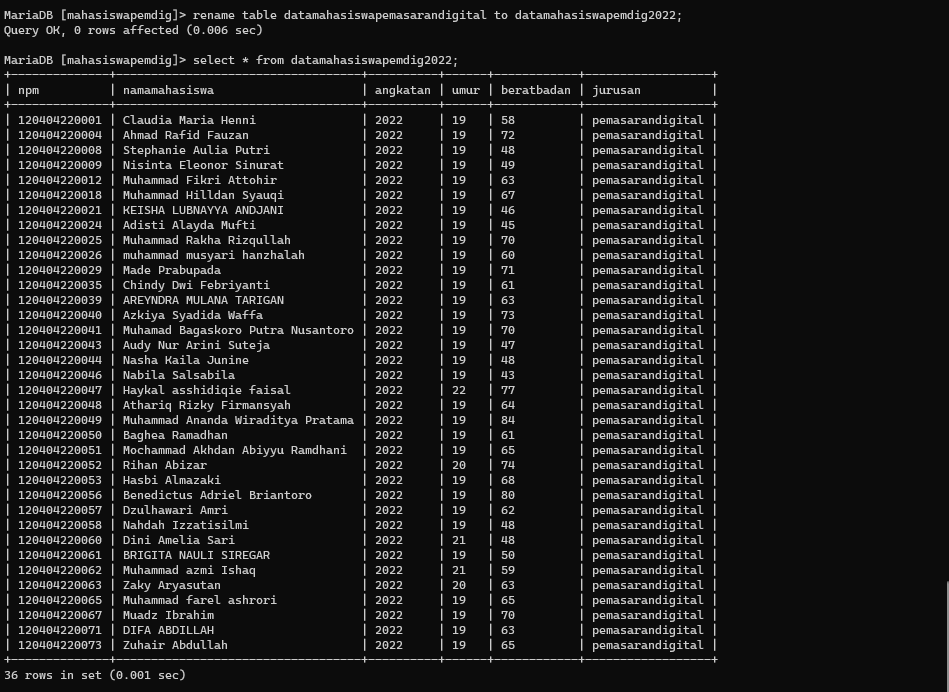 MariaDB [mahasiswapemdig]> rename table datamahasiswapemasarandigital to datamahasiswapemdig2022;
Query OK, 0 rows affected (0.006 sec)
MariaDB [mahasiswapemdig]> select * from datamahasiswapemdig2022;
| npm | namamahasiswa | angkatan | umur | beratbadan | jurusan |
| 120404220001 | Claudia Maria Henni | 2022 | 19 | 58 | pemasarandigital |
| 120404220004 | Ahmad Rafid Fauzan | 2022 | 19 | 72 | pemasarandigital |
| 120404220008 | Stephanie Aulia Putri | 2022 | 19 | 48 | pemasarandigital |
| 120404220009 | Nisinta Eleonor Sinurat | 2022 | 19 | 49 | pemasarandigital |
| 120404220012 | Muhammad Fikri Attohir | 2022 | 19 | 63 | pemasarandigital |
| 120404220018 | Muhammad Hilldan Syauqi | 2022 | 19 | 67 | pemasarandigital |
| 120404220021 | KEISHA LUBNAYYA ANDJANI | 2022 | 19 | 46 | pemasarandigital |
| 120404220024 | Adisti Alayda Mufti | 2022 | 19 | 45 | pemasarandigital |
| 120404220025 | Muhammad Rakha Rizqullah | 2022 | 19 | 70 | pemasarandigital |
| 120404220026 | muhammad musyari hanzhalah | 2022 | 19 | 60 | pemasarandigital |
| 120404220029 | Made Prabupada | 2022 | 19 | 71 | pemasarandigital |
| 120404220035 | Chindy Dwi Febriyanti | 2022 | 19 | 61 | pemasarandigital |
| 120404220039 | AREYNDRA MULANA TARIGAN | 2022 | 19 | 63 | pemasarandigital |
| 120404220040 | Azkiya Syadida Waffa | 2022 | 19 | 73 | pemasarandigital |
| 120404220041 | Muhamad Bagaskoro Putra Nusantoro | 2022 | 19 | 70 | pemasarandigital |
| 120404220043 | Audy Nur Arini Suteja | 2022 | 19 | 47 | pemasarandigital |
| 120404220044 | Nasha Kaila Junine | 2022 | 19 | 48 | pemasarandigital |
| 120404220046 | Nabila Salsabila | 2022 | 19 | 43 | pemasarandigital |
| 120404220047 | Haykal asshidiqie faisal | 2022 | 22 | 77 | pemasarandigital |
| 120404220048 | Athariq Rizky Firmansyah | 2022 | 19 | 64 | pemasarandigital |
| 120404220049 | Muhammad Ananda Wiraditya Pratama | 2022 | 19 | 84 | pemasarandigital |
| 120404220050 | Baghea Ramadhan | 2022 | 19 | 61 | pemasarandigital |
| 120404220051 | Mochammad Akhdan Abiyyu Ramdhani | 2022 | 19 | 65 | pemasarandigital |
| 120404220052 | Rihan Abizar | 2022 | 20 | 74 | pemasarandigital |
| 120404220053 | Hasbi Almazaki | 2022 | 19 | 68 | pemasarandigital |
| 120404220056 | Benedictus Adriel Briantoro | 2022 | 19 | 80 | pemasarandigital |
| 120404220057 | Dzulhawari Amri | 2022 | 19 | 62 | pemasarandigital |
| 120404220058 | Nahdah Izzatisilmi | 2022 | 19 | 48 | pemasarandigital |
| 120404220060 | Dini Amelia Sari | 2022 | 21 | 48 | pemasarandigital |
| 120404220061 | BRIGITA NAULI SIREGAR | 2022 | 19 | 50 | pemasarandigital |
| 120404220062 | Muhammad azmi Ishaq | 2022 | 21 | 59 | pemasarandigital |
| 120404220063 | Zaky Aryasutan | 2022 | 20 | 63 | pemasarandigital |
| 120404220065 | Muhammad farel ashrori | 2022 | 19 | 65 | pemasarandigital |
| 120404220067 | Muadz Ibrahim | 2022 | 19 | 70 | pemasarandigital |
| 120404220071 | DIFA ABDILLAH | 2022 | 19 | 63 | pemasarandigital |
| 120404220073 | Zuhair Abdullah | 2022 | 19 | 65 | pemasarandigital |
36 rows in set (0.001 sec)